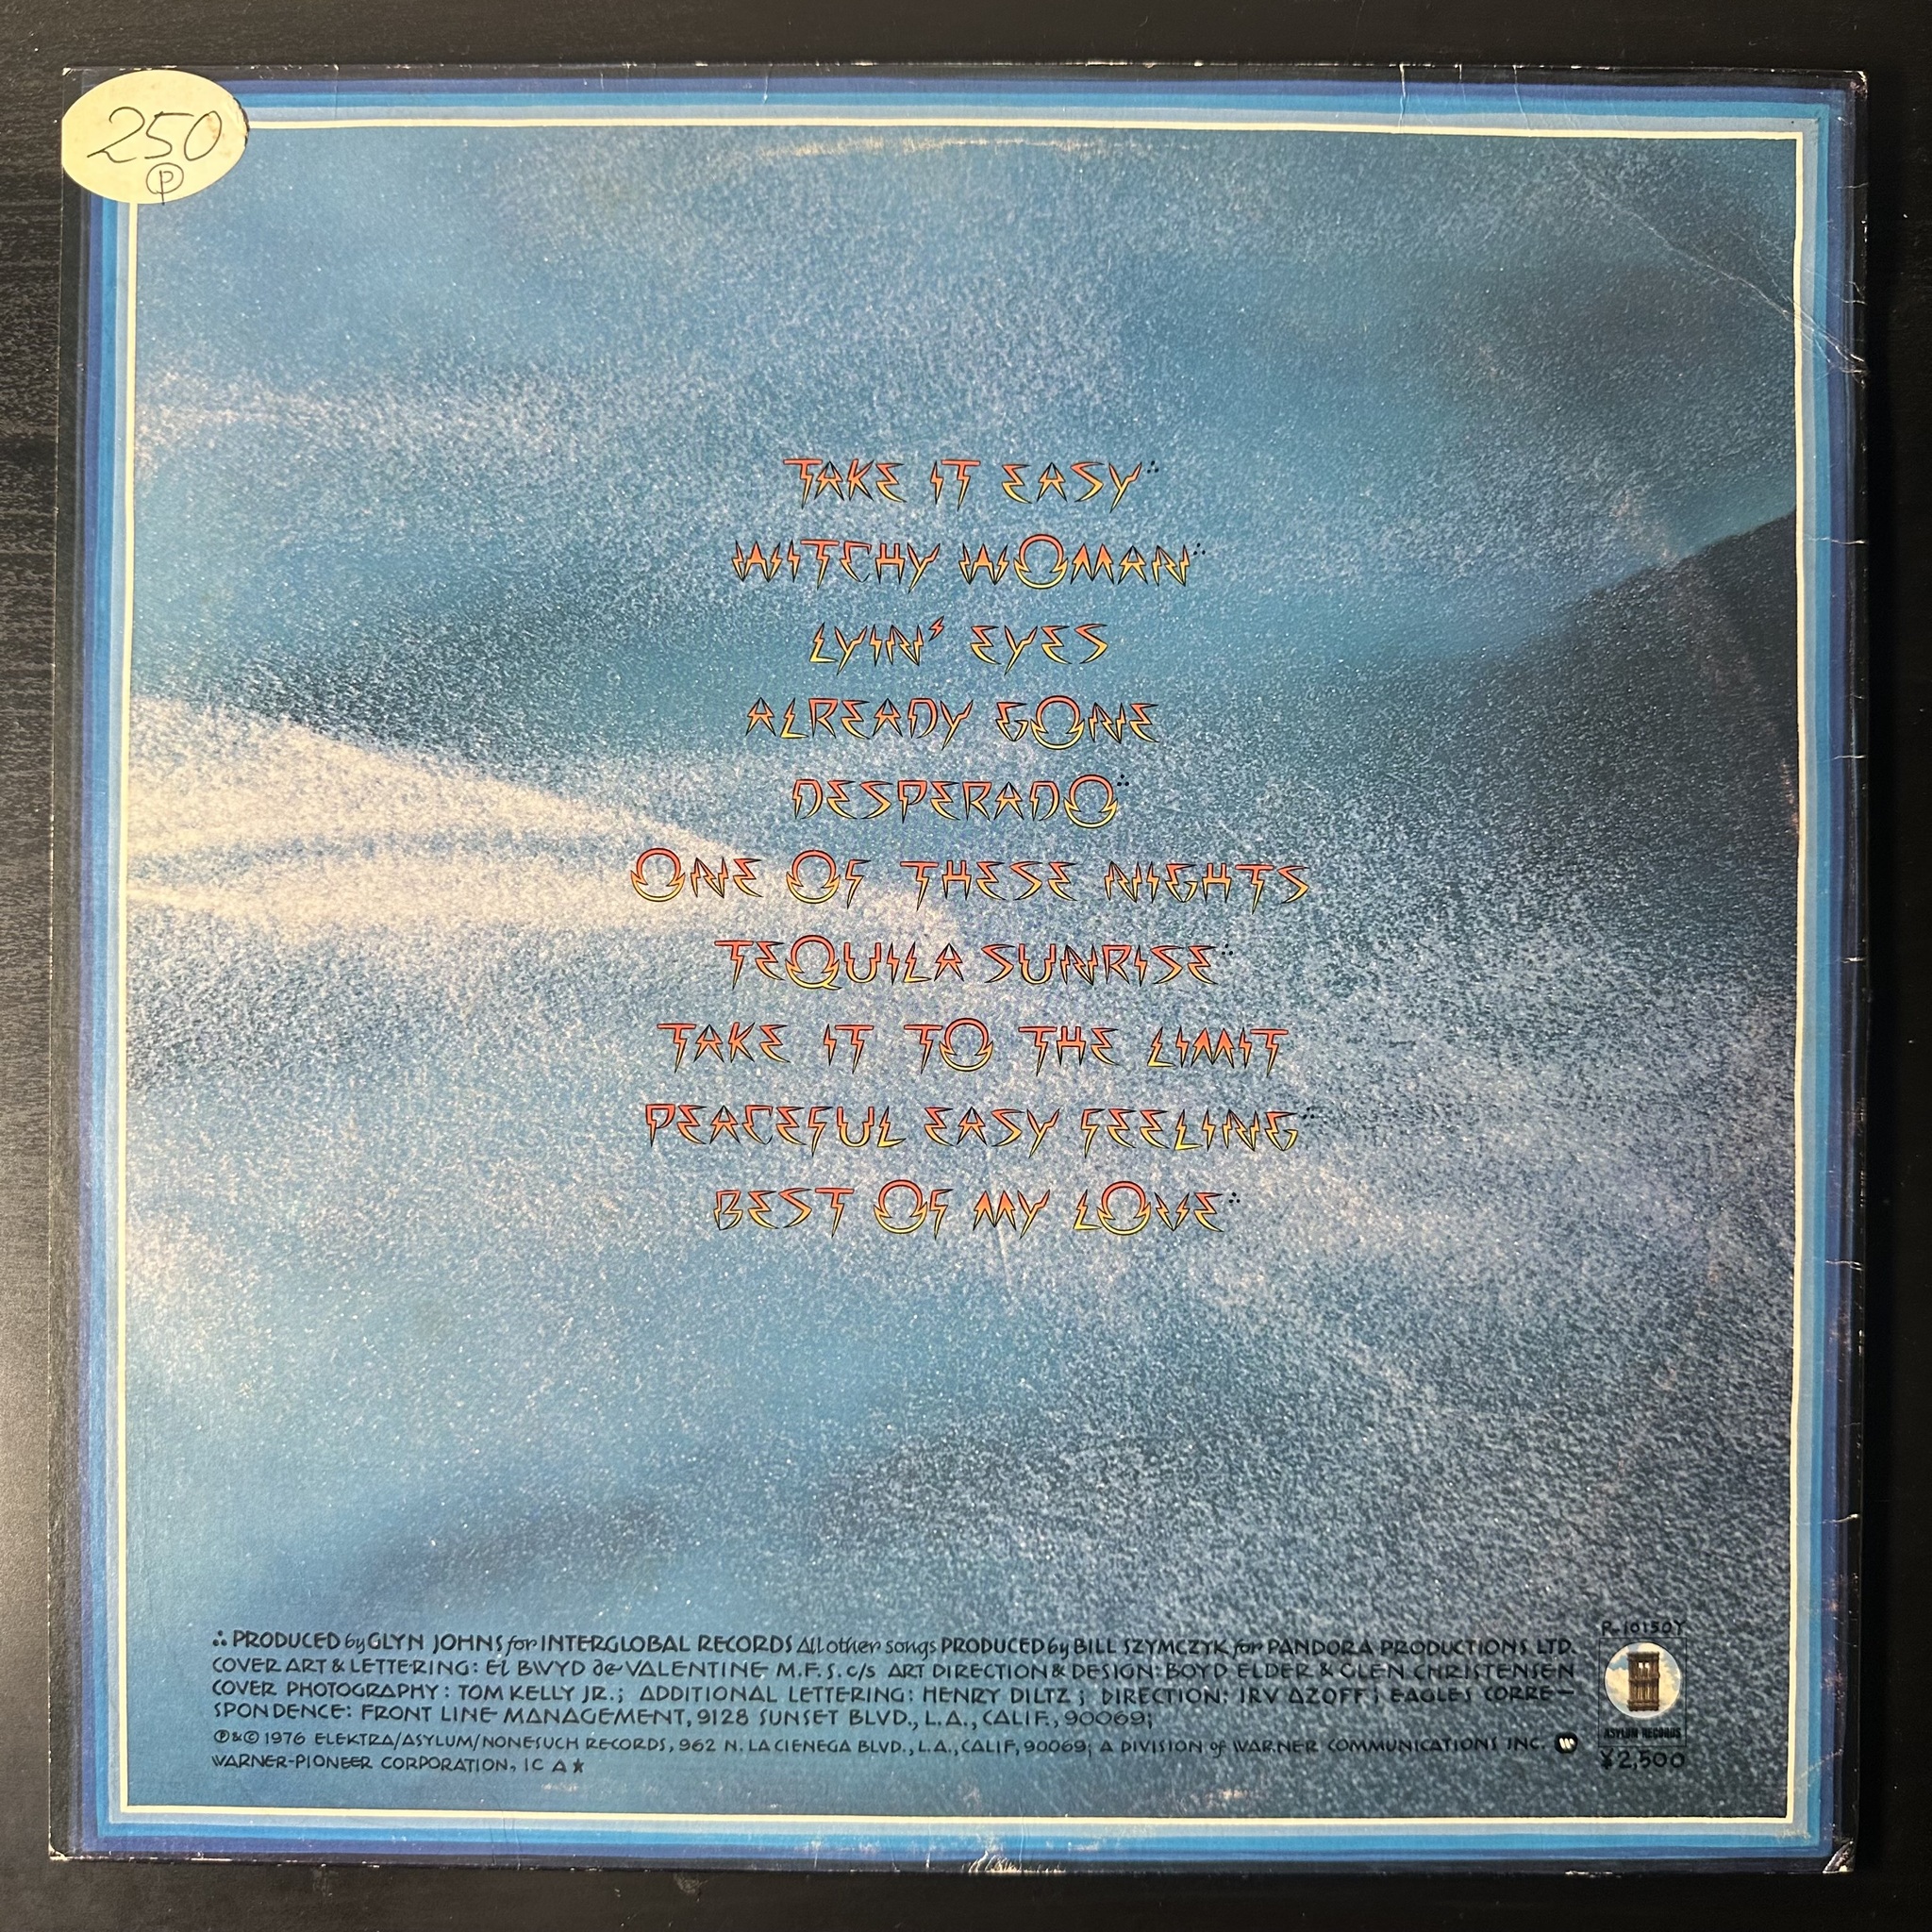 250
P
TAKE IT EASY∴
WITCHY WOMAN∴
LYIN' EYES
ALREADY GONE
DESPERADO∴
ONE OF THESE NIGHTS
TEQUILA SUNRISE∴
TAKE IT TO THE LIMIT
PEACEFUL EASY FEELING∴
BEST OF MY LOVE∴
∴ PRODUCED by GLYN JOHNS for INTERGLOBAL RECORDS All other songs PRODUCED by BILL SZYMCZYK for PANDORA PRODUCTIONS LTD.
COVER ART & LETTERING: El BWYD de VALENTINE M.F.S. c/s ART DIRECTION & DESIGN: BOYD ELDER & GLEN CHRISTENSEN
COVER PHOTOGRAPHY: TOM KELLY JR.; ADDITIONAL LETTERING: HENRY DILTZ; DIRECTION: IRV AZOFF; EAGLES CORRE-
SPONDENCE: FRONT LINE MANAGEMENT, 9128 SUNSET BLVD., L.A., CALIF., 90069;
℗&© 1976 ELEKTRA/ASYLUM/NONESUCH RECORDS, 962 N. LA CIENEGA BLVD., L.A., CALIF, 90069; A DIVISION of WARNER COMMUNICATIONS INC.
WARNER-PIONEER CORPORATION, IC A ★
P-10150Y
ASYLUM RECORDS
¥2,500